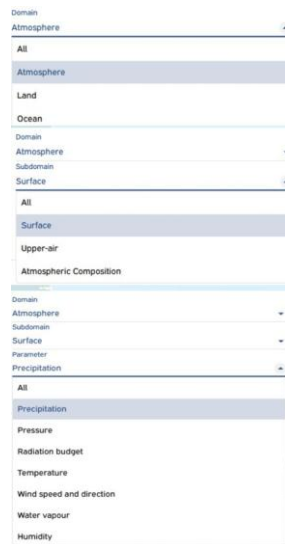 Domain
Atmosphere
All
Atmosphere
Land
Ocean
Domain
Atmosphere
Subdomain
Surface
All
Surface
Upper-air
Atmospheric Composition
Domain
Atmosphere
Subdomain
Surface
Parameter
Precipitation
All
Precipitation
Pressure
Radiation budget
Temperature
Wind speed and direction
Water vapour
Humidity